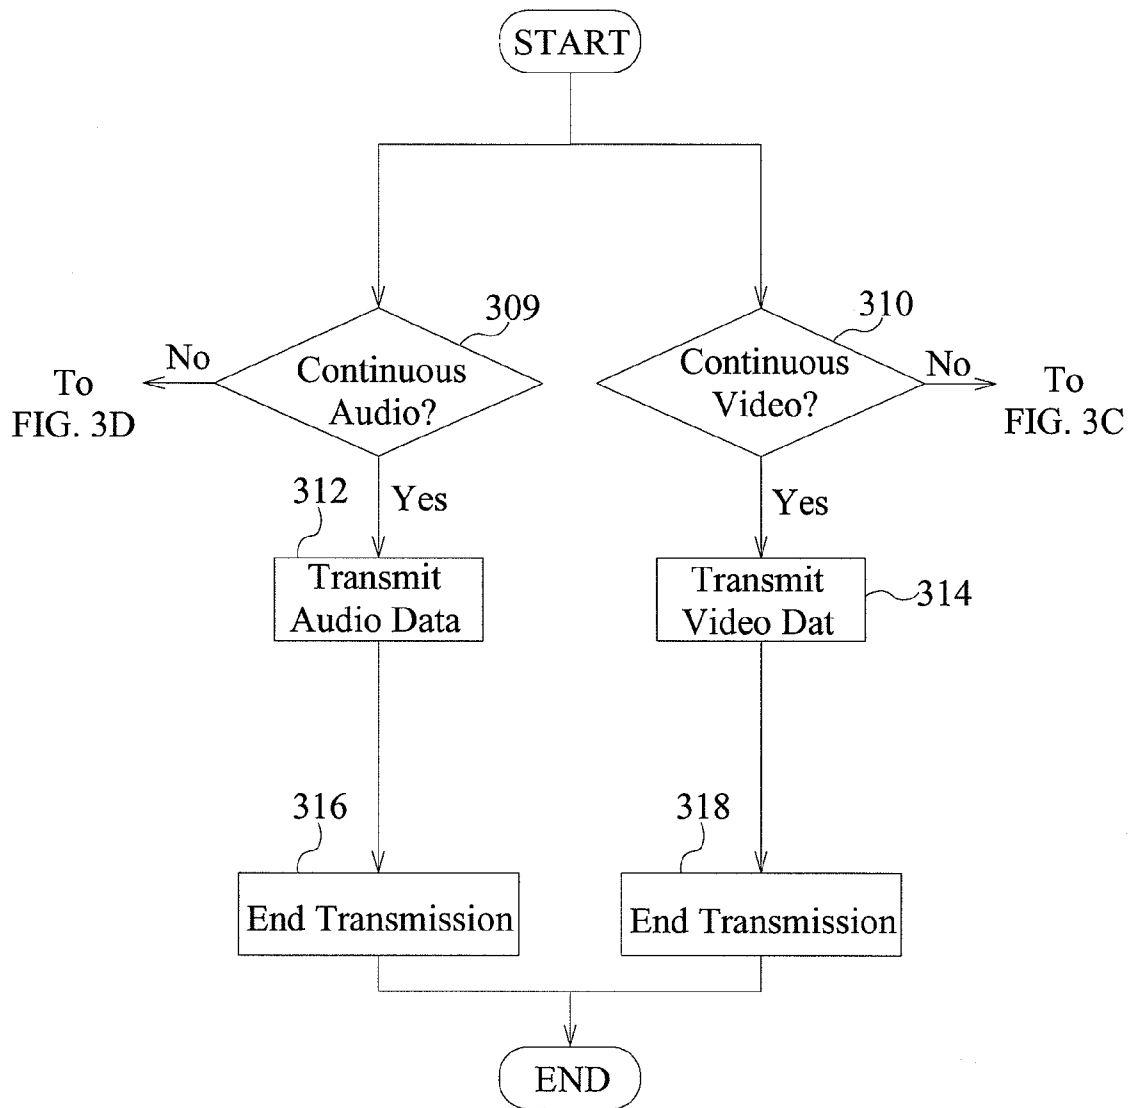 START
309
310
No
Continuous
Audio?
Continuous
Video?
No
To
FIG. 3D
To
FIG. 3C
312
Yes
Yes
Transmit
Audio Data
Transmit
Video Dat
314
316
318
End Transmission
End Transmission
END